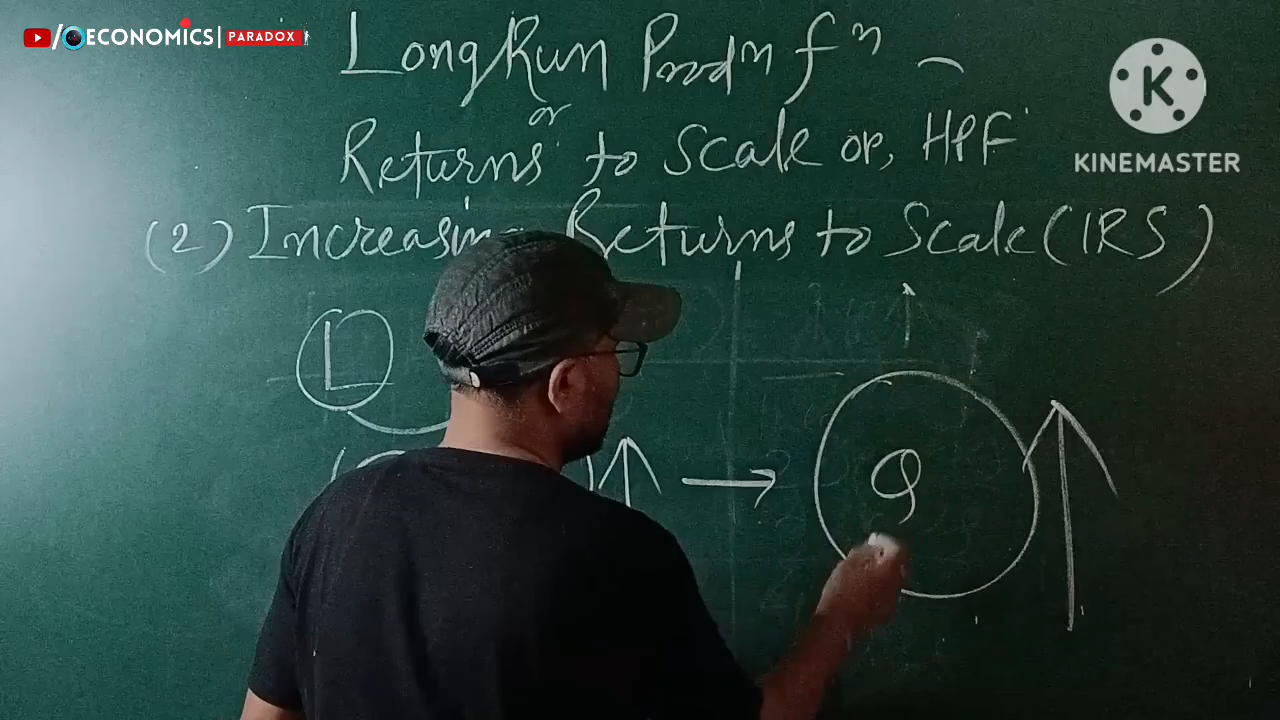 /ECONOMICS| PARADOX
K
KINEMASTER
Long Run Prodⁿ fⁿ –
or
Returns to Scale or, HPF
(2) Increasing Returns to Scale (IRS)
L
Q